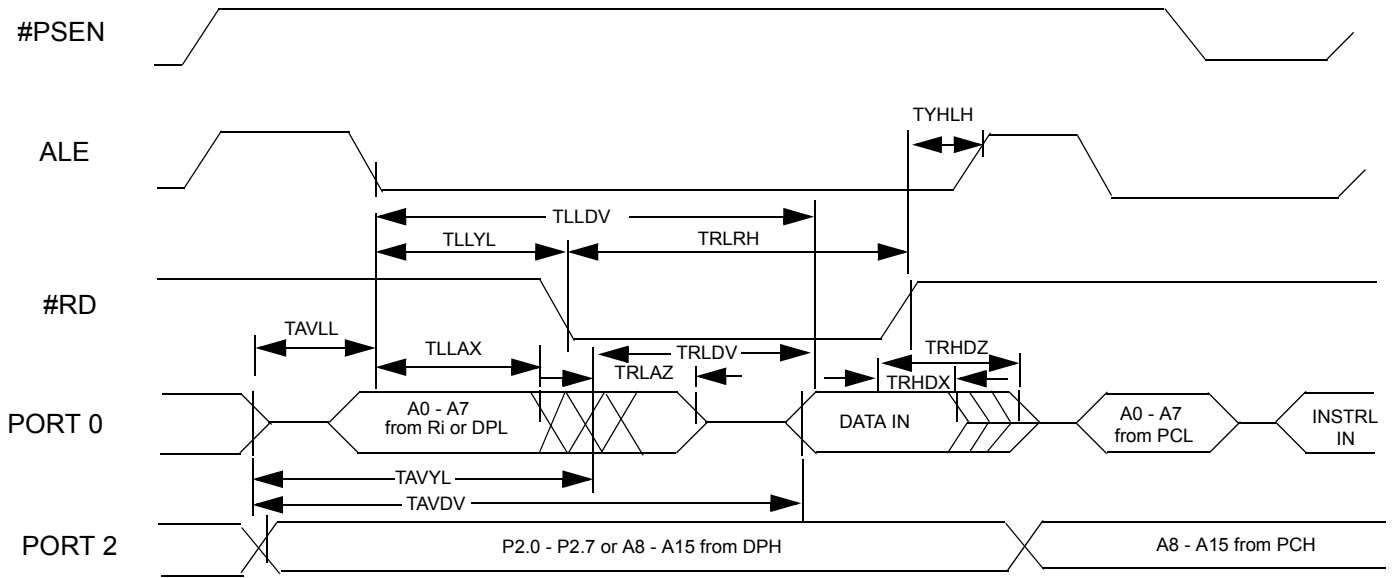 #PSEN
TYHLH
ALE
TLLDV
TLLYL
TRLRH
#RD
TAVLL
TLLAX
TRLDV
TRHDZ
TRLAZ
TRHDX
PORT 0
A0 - A7
from Ri or DPL
DATA IN
A0 - A7
from PCL
INSTRL
IN
TAVYL
TAVDV
PORT 2
P2.0 - P2.7 or A8 - A15 from DPH
A8 - A15 from PCH